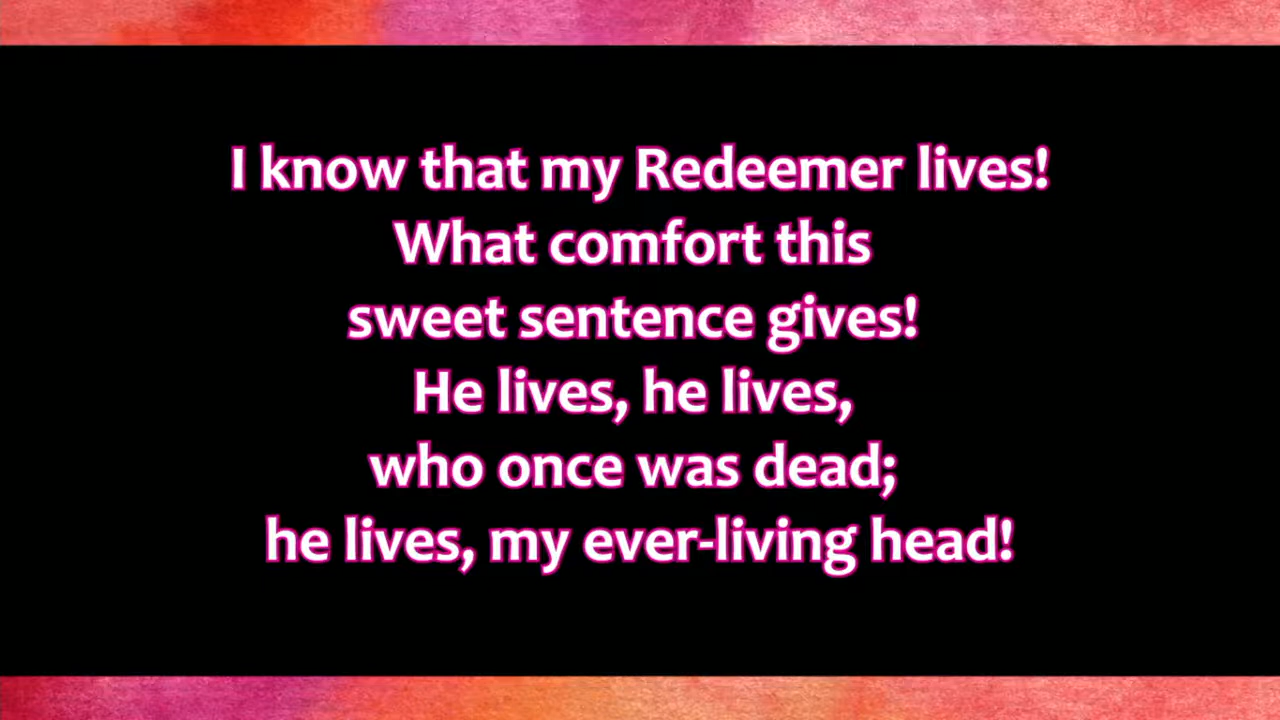 I know that my Redeemer lives!
What comfort this
sweet sentence gives!
He lives, he lives,
who once was dead;
he lives, my ever-living head!